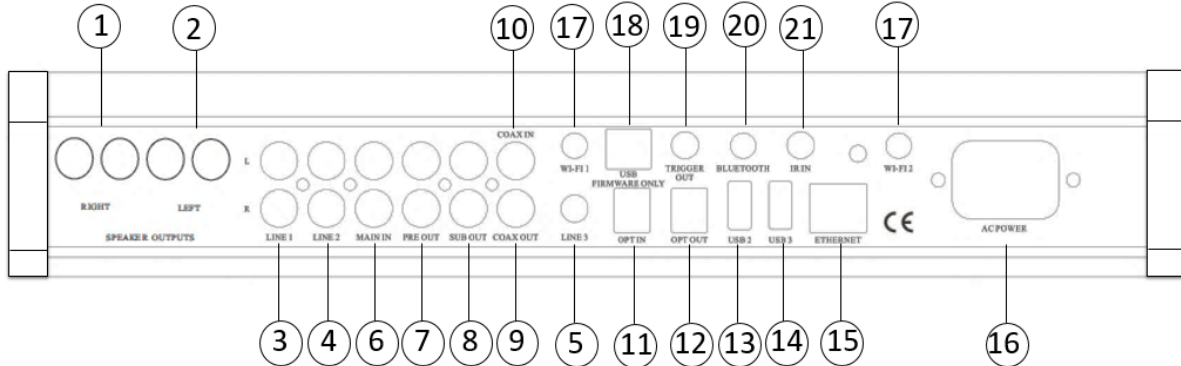 1 2 10 17 18 19 20 21 17
COAX IN
L WI-FI 1 USB TRIGGER BLUETOOTH IR IN WI-FI 2
FIRMWARE ONLY OUT
RIGHT LEFT R
SPEAKER OUTPUTS LINE 1 LINE 2 MAIN IN PRE OUT SUB OUT COAX OUT LINE 3 OPT IN OPT OUT USB 2 USB 3 ETHERNET CE AC POWER
3 4 6 7 8 9 5 11 12 13 14 15 16